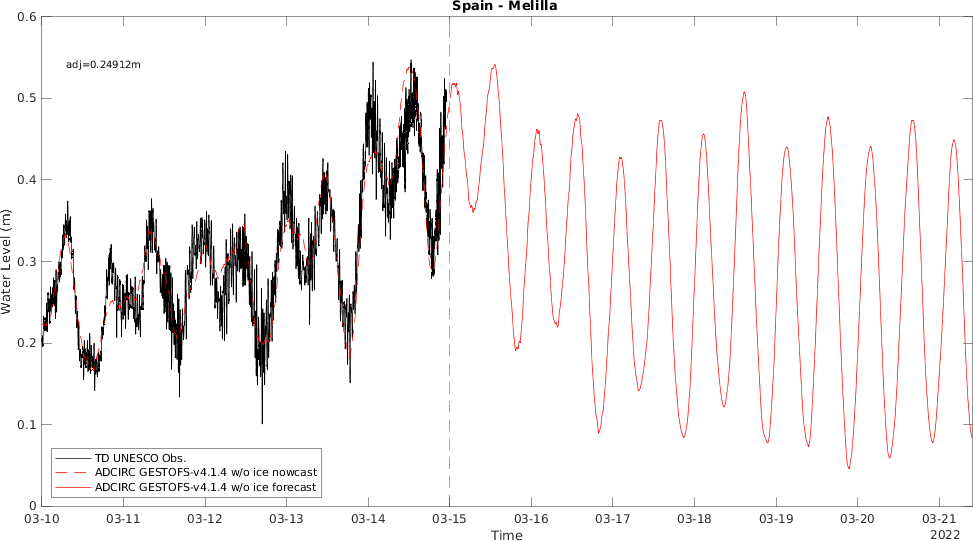 Spain - Melilla
adj=0.24912m
Water Level (m)
0.6
0.5
0.4
0.3
0.2
0.1
0
TD UNESCO Obs.
ADCIRC GESTOFS-v4.1.4 w/o ice nowcast
ADCIRC GESTOFS-v4.1.4 w/o ice forecast
03-10 03-11 03-12 03-13 03-14 03-15 03-16 03-17 03-18 03-19 03-20 03-21
2022
Time